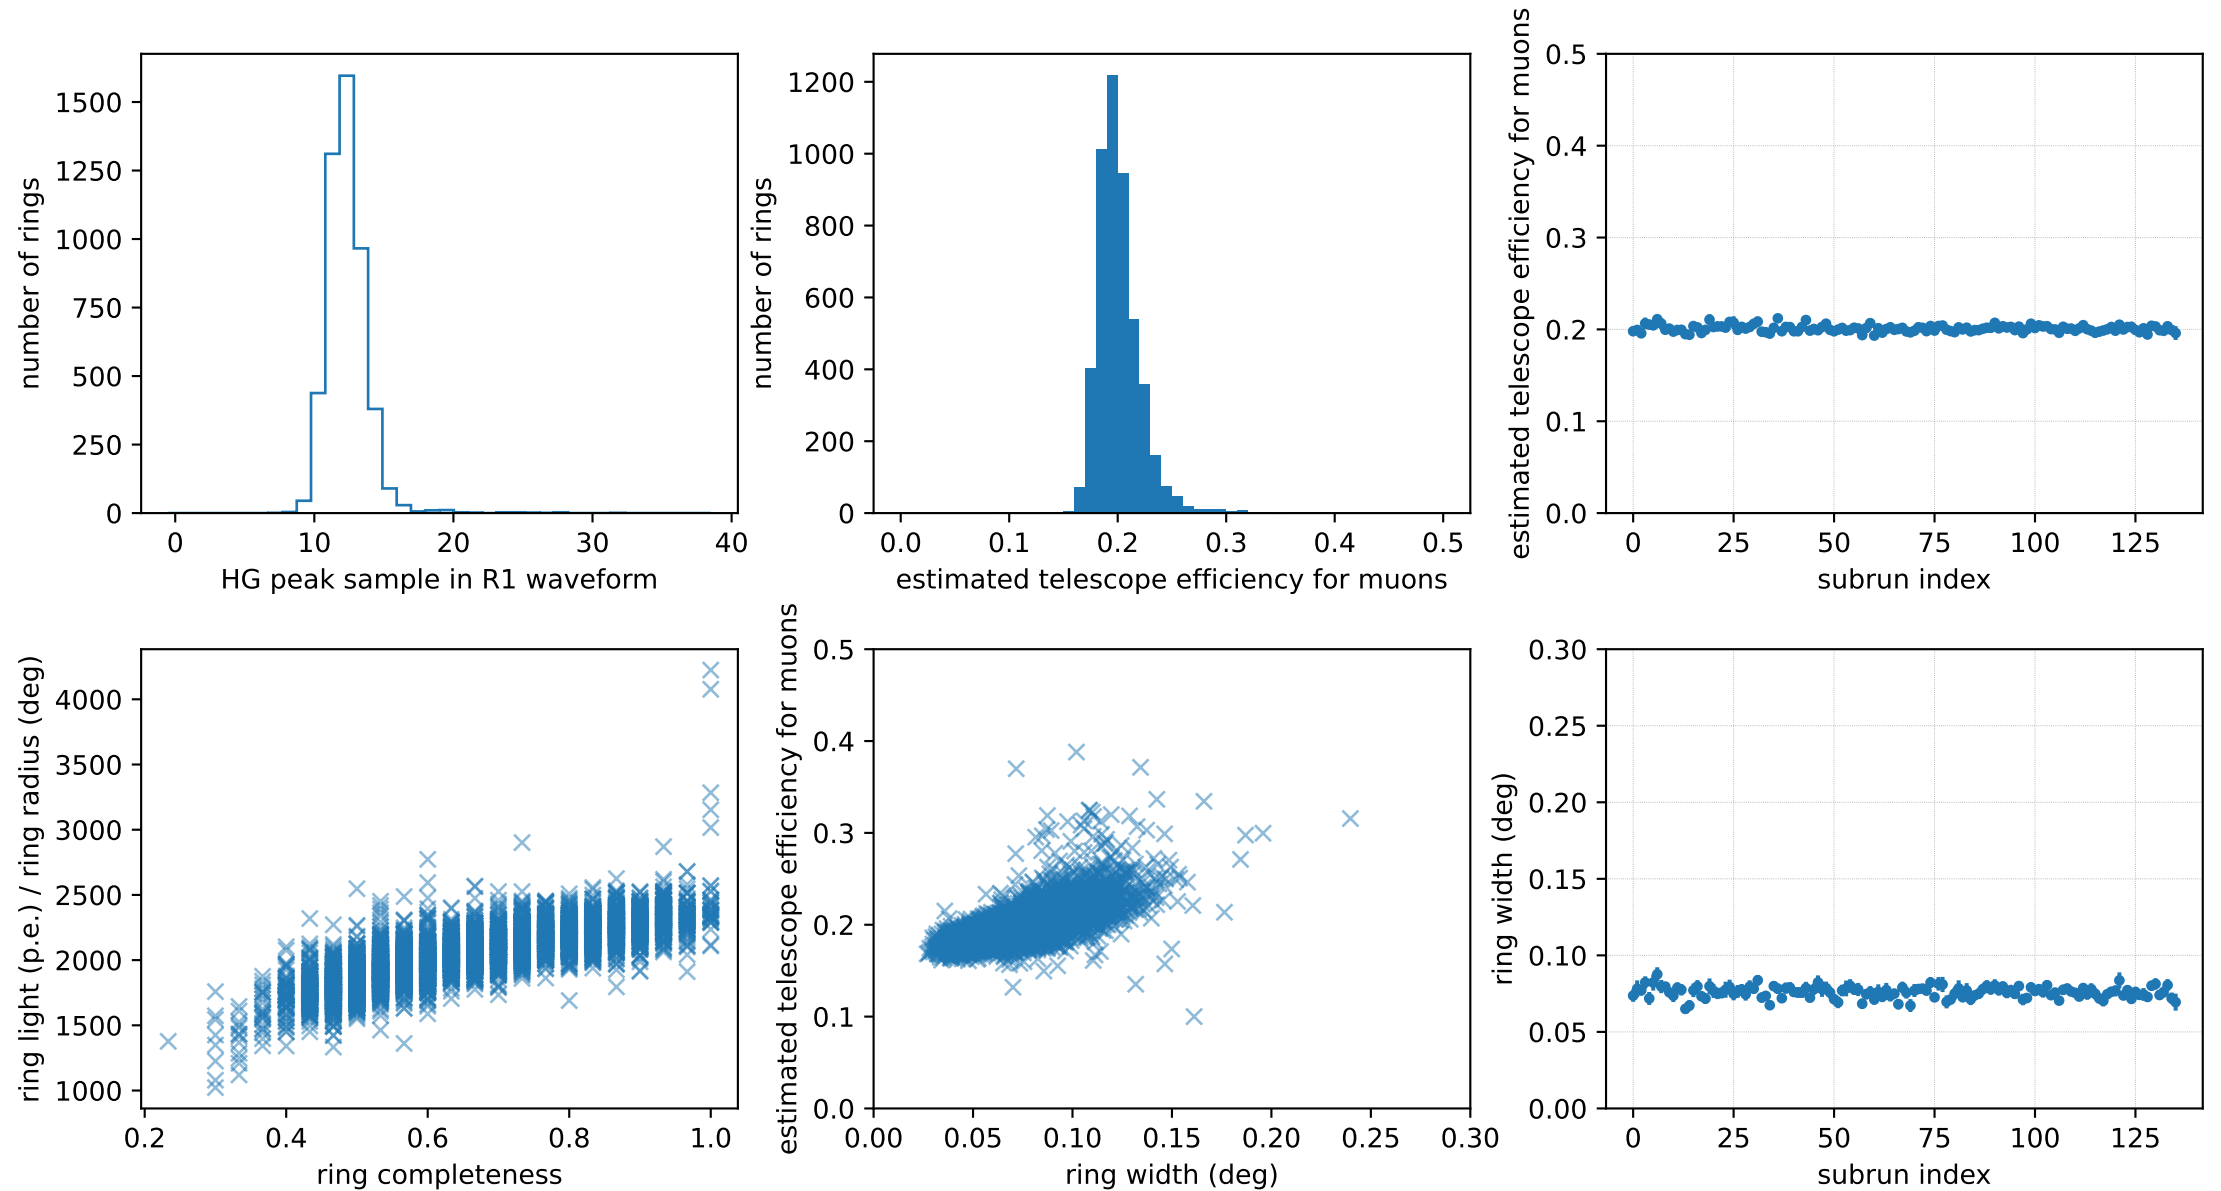 number of rings
1500
1250
1000
750
500
250
0
0 10 20 30 40
HG peak sample in R1 waveform
number of rings
1200
1000
800
600
400
200
0
0.0 0.1 0.2 0.3 0.4 0.5
estimated telescope efficiency for muons
estimated telescope efficiency for muons
0.5
0.4
0.3
0.2
0.1
0.0
0 25 50 75 100 125
subrun index
ring light (p.e.) / ring radius (deg)
4000
3500
3000
2500
2000
1500
1000
0.2 0.4 0.6 0.8 1.0
ring completeness
estimated telescope efficiency for muons
0.5
0.4
0.3
0.2
0.1
0.0
0.00 0.05 0.10 0.15 0.20 0.25 0.30
ring width (deg)
ring width (deg)
0.30
0.25
0.20
0.15
0.10
0.05
0.00
0 25 50 75 100 125
subrun index